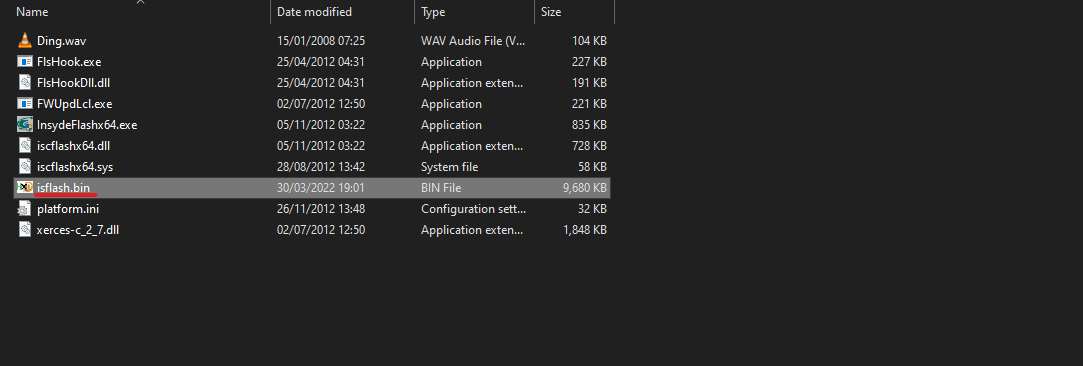 Name Date modified Type Size
Ding.wav 15/01/2008 07:25 WAV Audio File (V... 104 KB
FlsHook.exe 25/04/2012 04:31 Application 227 KB
FlsHookDll.dll 25/04/2012 04:31 Application exten... 191 KB
FWUpdLcl.exe 02/07/2012 12:50 Application 221 KB
InsydeFlashx64.exe 05/11/2012 03:22 Application 835 KB
iscflashx64.dll 05/11/2012 03:22 Application exten... 728 KB
iscflashx64.sys 28/08/2012 13:42 System file 58 KB
isflash.bin 30/03/2022 19:01 BIN File 9,680 KB
platform.ini 26/11/2012 13:48 Configuration sett... 32 KB
xerces-c_2_7.dll 02/07/2012 12:50 Application exten... 1,848 KB